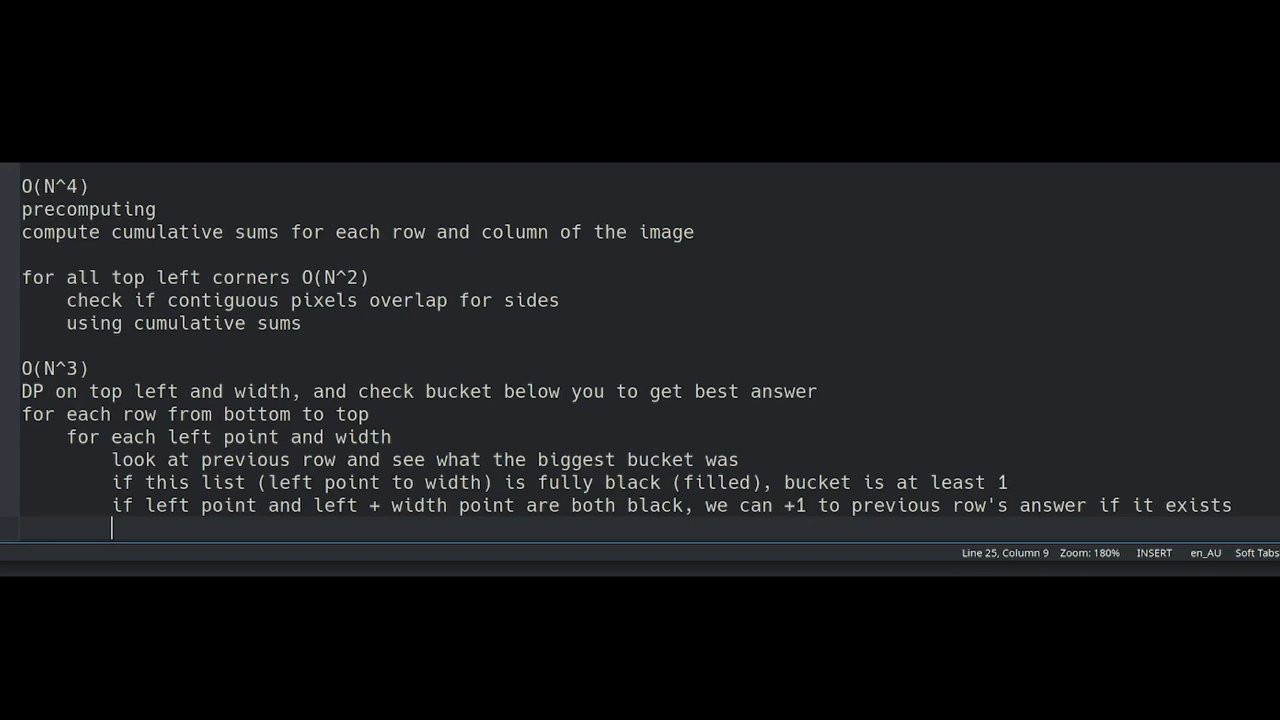 O(N^4)
precomputing
compute cumulative sums for each row and column of the image
for all top left corners O(N^2)
check if contiguous pixels overlap for sides
using cumulative sums
O(N^3)
DP on top left and width, and check bucket below you to get best answer
for each row from bottom to top
for each left point and width
look at previous row and see what the biggest bucket was
if this list (left point to width) is fully black (filled), bucket is at least 1
if left point and left + width point are both black, we can +1 to previous row's answer if it exists
Line 25, Column 9 Zoom: 180% INSERT en_AU Soft Tabs